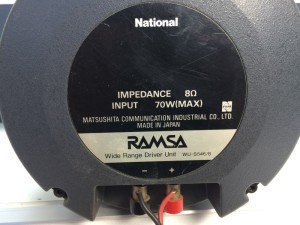 National
IMPEDANCE 8Ω
INPUT 70W(MAX)
MATSUSHITA COMMUNICATION INDUSTRIAL CO., LTD.
MADE IN JAPAN
RAMSA
Wide Range Driver Unit
− +